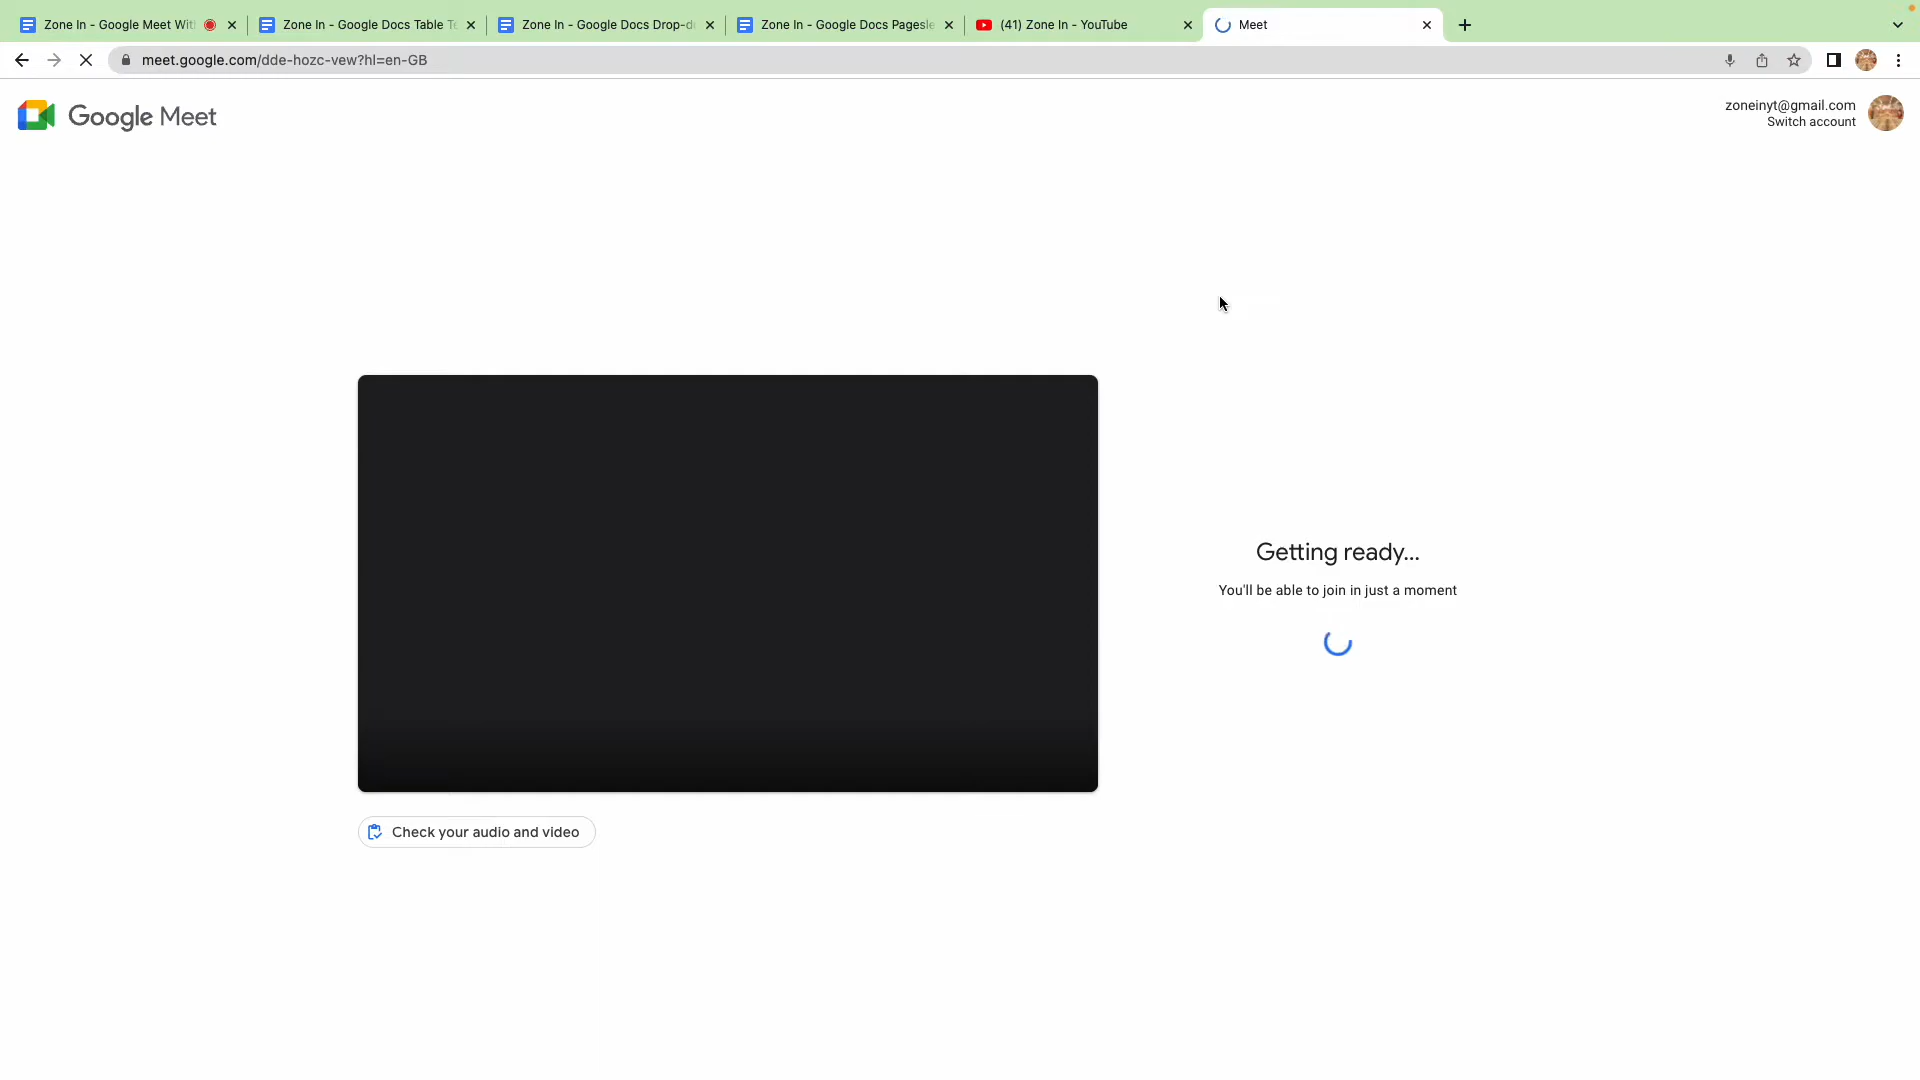 Zone In - Google Meet Wit
Zone In - Google Docs Table Te
Zone In - Google Docs Drop-d
Zone In - Google Docs Pagesle
(41) Zone In - YouTube
Meet
meet.google.com/dde-hozc-vew?hl=en-GB
Google Meet
zoneinyt@gmail.com
Switch account
Getting ready...
You'll be able to join in just a moment
Check your audio and video